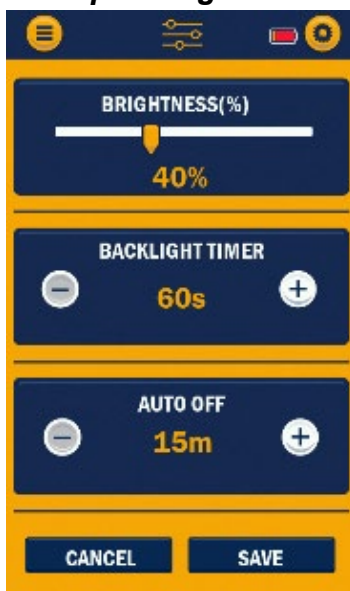 BRIGHTNESS(%)
40%
BACKLIGHT TIMER
60s
AUTO OFF
15m
CANCEL SAVE